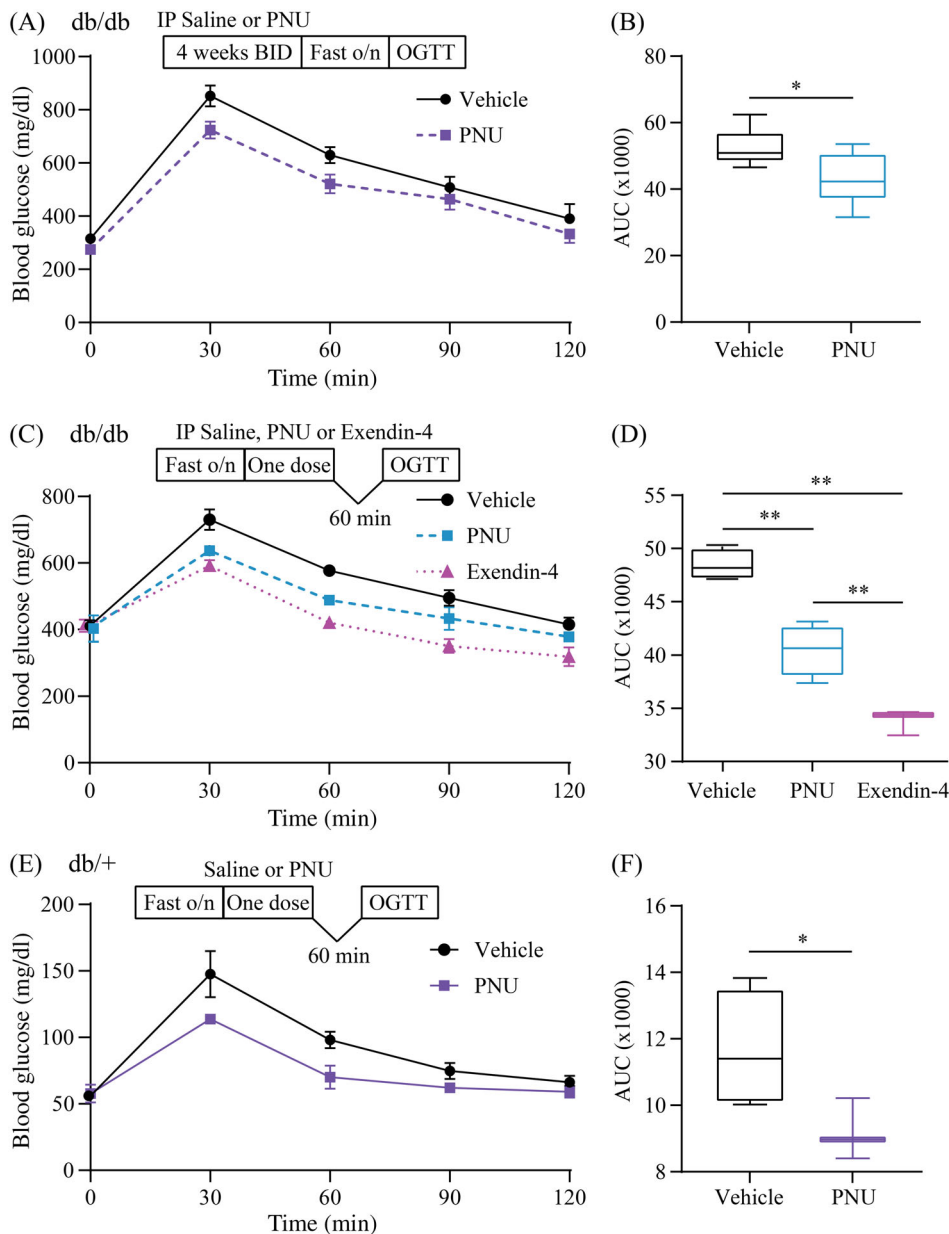 (A) db/db
IP Saline or PNU
4 weeks BID Fast o/n OGTT
Vehicle
PNU
Blood glucose (mg/dl)
1000
800
600
400
200
0
0 30 60 90 120
Time (min)
(B)
*
AUC (x1000)
80
60
40
20
0
Vehicle PNU
(C) db/db
IP Saline, PNU or Exendin-4
Fast o/n One dose OGTT
60 min
Vehicle
PNU
Exendin-4
Blood glucose (mg/dl)
800
600
400
200
0
0 30 60 90 120
Time (min)
(D)
**
**
**
AUC (x1000)
55
50
45
40
35
30
Vehicle PNU Exendin-4
(E) db/+
Saline or PNU
Fast o/n One dose OGTT
60 min
Vehicle
PNU
Blood glucose (mg/dl)
200
150
100
50
0
0 30 60 90 120
Time (min)
(F)
*
AUC (x1000)
16
14
12
10
8
Vehicle PNU